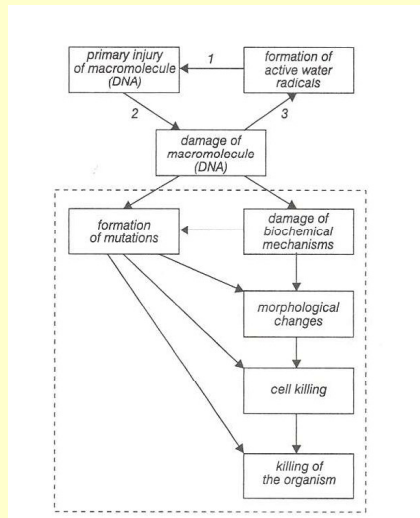 primary injury
of macromolecule
(DNA)
1
formation of
active water
radicals
2
3
damage of
macromolecule
(DNA)
formation
of mutations
damage of
biochemical
mechanisms
morphological
changes
cell killing
killing of
the organism